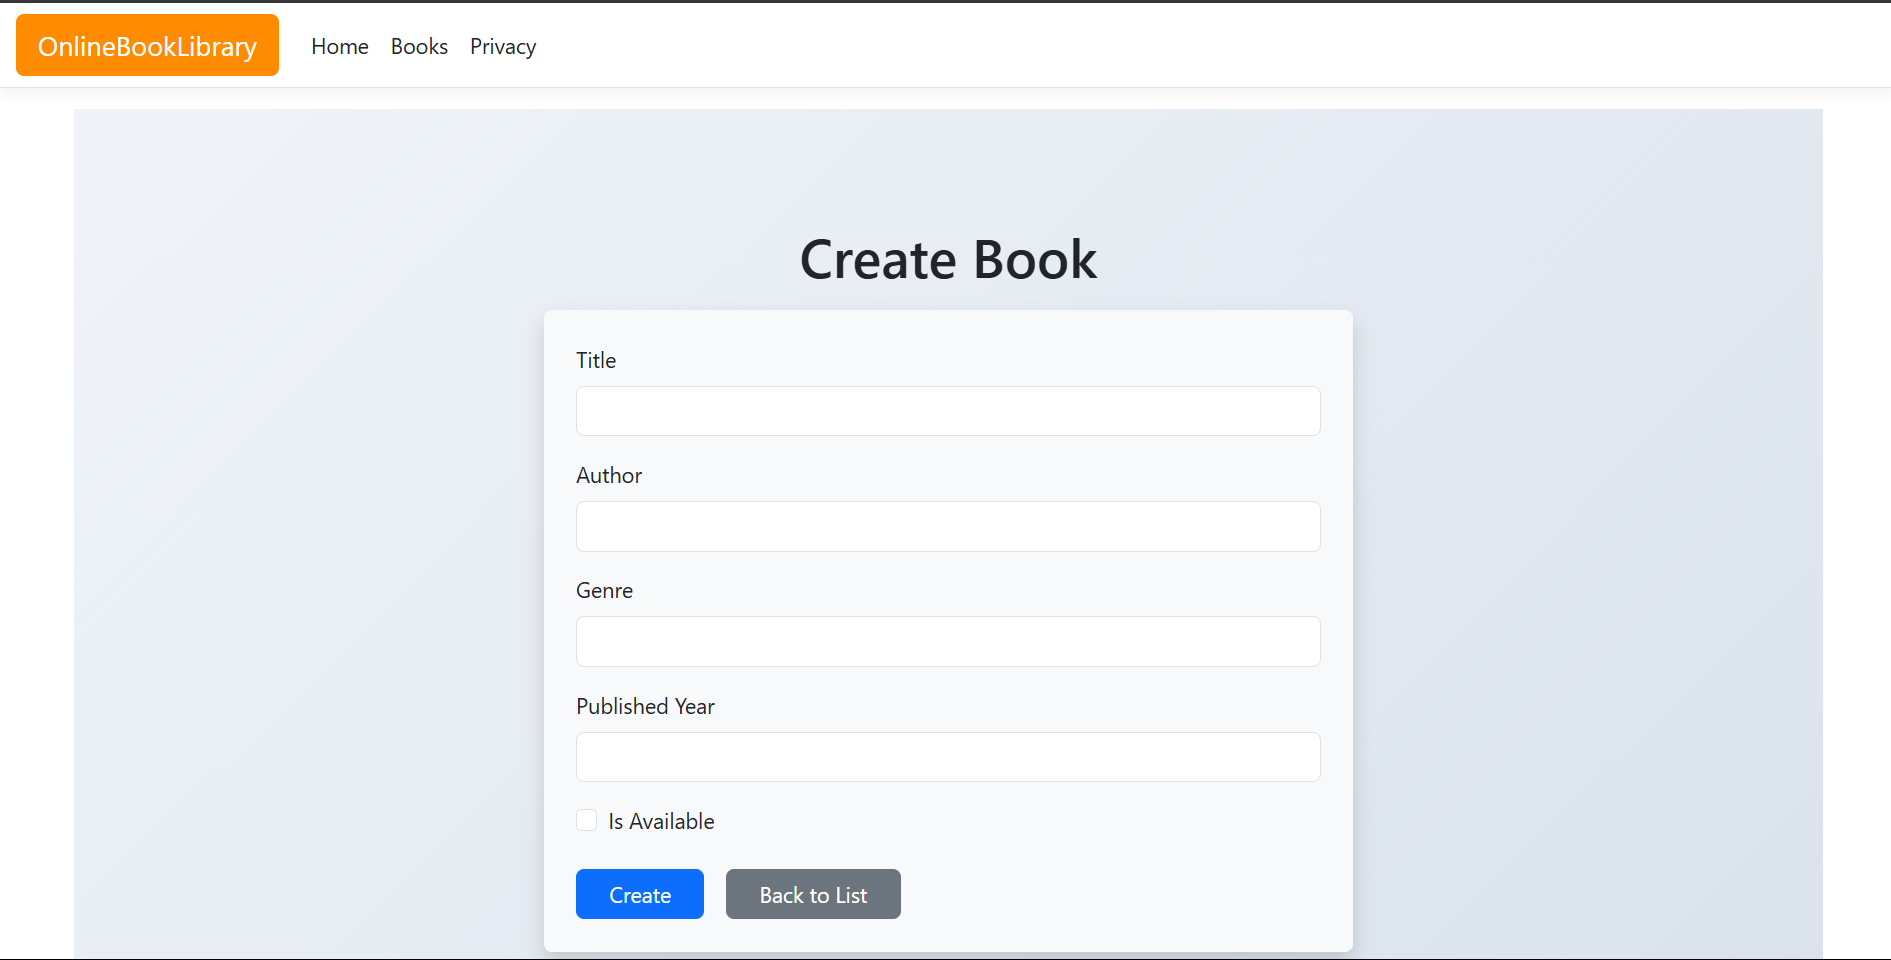 OnlineBookLibrary Home Books Privacy
Create Book
Title
Author
Genre
Published Year
Is Available
Create Back to List